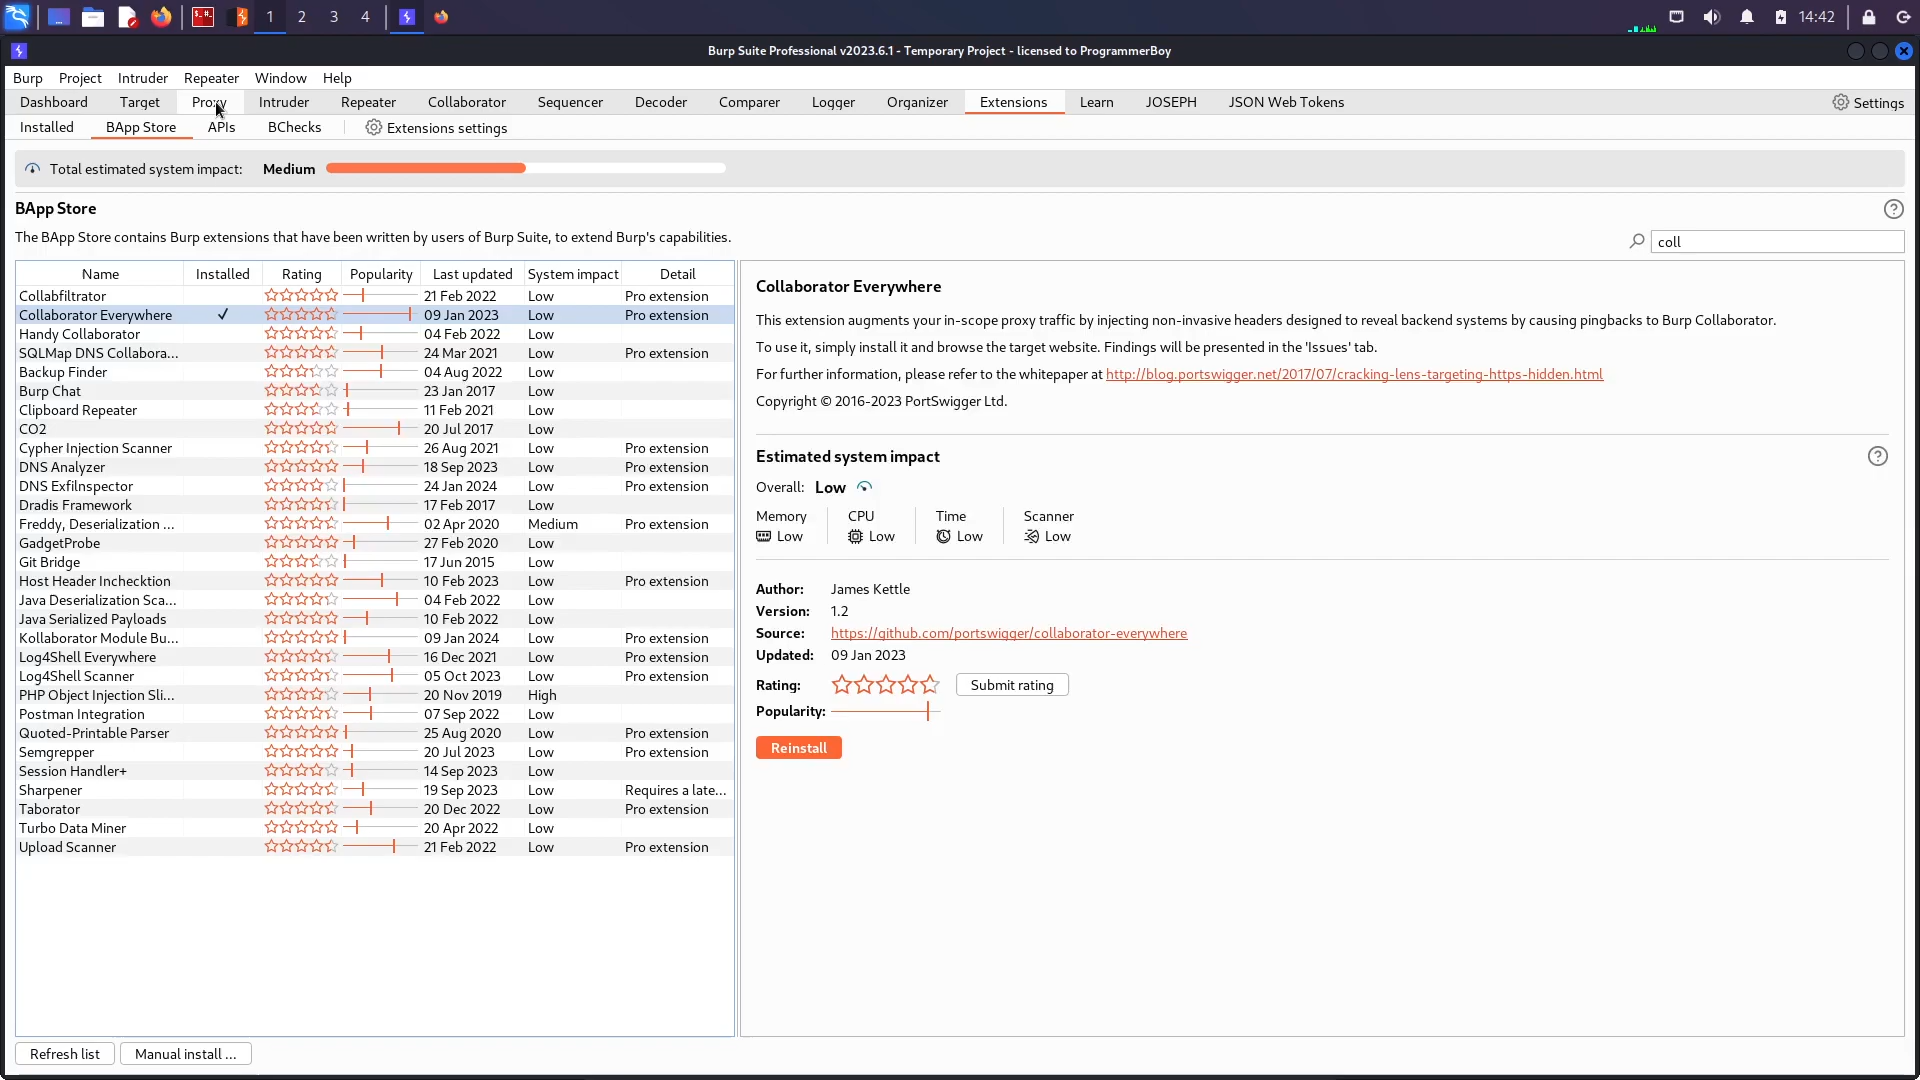 1 2 3 4 14:42
Burp Suite Professional v2023.6.1 - Temporary Project - licensed to ProgrammerBoy
Burp Project Intruder Repeater Window Help
Dashboard Target Proxy Intruder Repeater Collaborator Sequencer Decoder Comparer Logger Organizer Extensions Learn JOSEPH JSON Web Tokens Settings
Installed BApp Store APIs BChecks Extensions settings
Total estimated system impact: Medium
BApp Store
The BApp Store contains Burp extensions that have been written by users of Burp Suite, to extend Burp's capabilities.
coll
Name Installed Rating Popularity Last updated System impact Detail
Collabfiltrator 21 Feb 2022 Low Pro extension
Collaborator Everywhere ✓ 09 Jan 2023 Low Pro extension
Handy Collaborator 04 Feb 2022 Low
SQLMap DNS Collabora... 24 Mar 2021 Low Pro extension
Backup Finder 04 Aug 2022 Low
Burp Chat 23 Jan 2017 Low
Clipboard Repeater 11 Feb 2021 Low
CO2 20 Jul 2017 Low
Cypher Injection Scanner 26 Aug 2021 Low Pro extension
DNS Analyzer 18 Sep 2023 Low Pro extension
DNS Exfilnspector 24 Jan 2024 Low Pro extension
Dradis Framework 17 Feb 2017 Low
Freddy, Deserialization ... 02 Apr 2020 Medium Pro extension
GadgetProbe 27 Feb 2020 Low
Git Bridge 17 Jun 2015 Low
Host Header Inchecktion 10 Feb 2023 Low Pro extension
Java Deserialization Sca... 04 Feb 2022 Low
Java Serialized Payloads 10 Feb 2022 Low
Kollaborator Module Bu... 09 Jan 2024 Low Pro extension
Log4Shell Everywhere 16 Dec 2021 Low Pro extension
Log4Shell Scanner 05 Oct 2023 Low Pro extension
PHP Object Injection Sli... 20 Nov 2019 High
Postman Integration 07 Sep 2022 Low
Quoted-Printable Parser 25 Aug 2020 Low Pro extension
Semgrepper 20 Jul 2023 Low Pro extension
Session Handler+ 14 Sep 2023 Low
Sharpener 19 Sep 2023 Low Requires a late...
Taborator 20 Dec 2022 Low Pro extension
Turbo Data Miner 20 Apr 2022 Low
Upload Scanner 21 Feb 2022 Low Pro extension
Refresh list Manual install ...
Collaborator Everywhere
This extension augments your in-scope proxy traffic by injecting non-invasive headers designed to reveal backend systems by causing pingbacks to Burp Collaborator.
To use it, simply install it and browse the target website. Findings will be presented in the 'Issues' tab.
For further information, please refer to the whitepaper at http://blog.portswigger.net/2017/07/cracking-lens-targeting-https-hidden.html
Copyright © 2016-2023 PortSwigger Ltd.
Estimated system impact
Overall: Low
Memory CPU Time Scanner
Low Low Low Low
Author: James Kettle
Version: 1.2
Source: https://github.com/portswigger/collaborator-everywhere
Updated: 09 Jan 2023
Rating: Submit rating
Popularity:
Reinstall